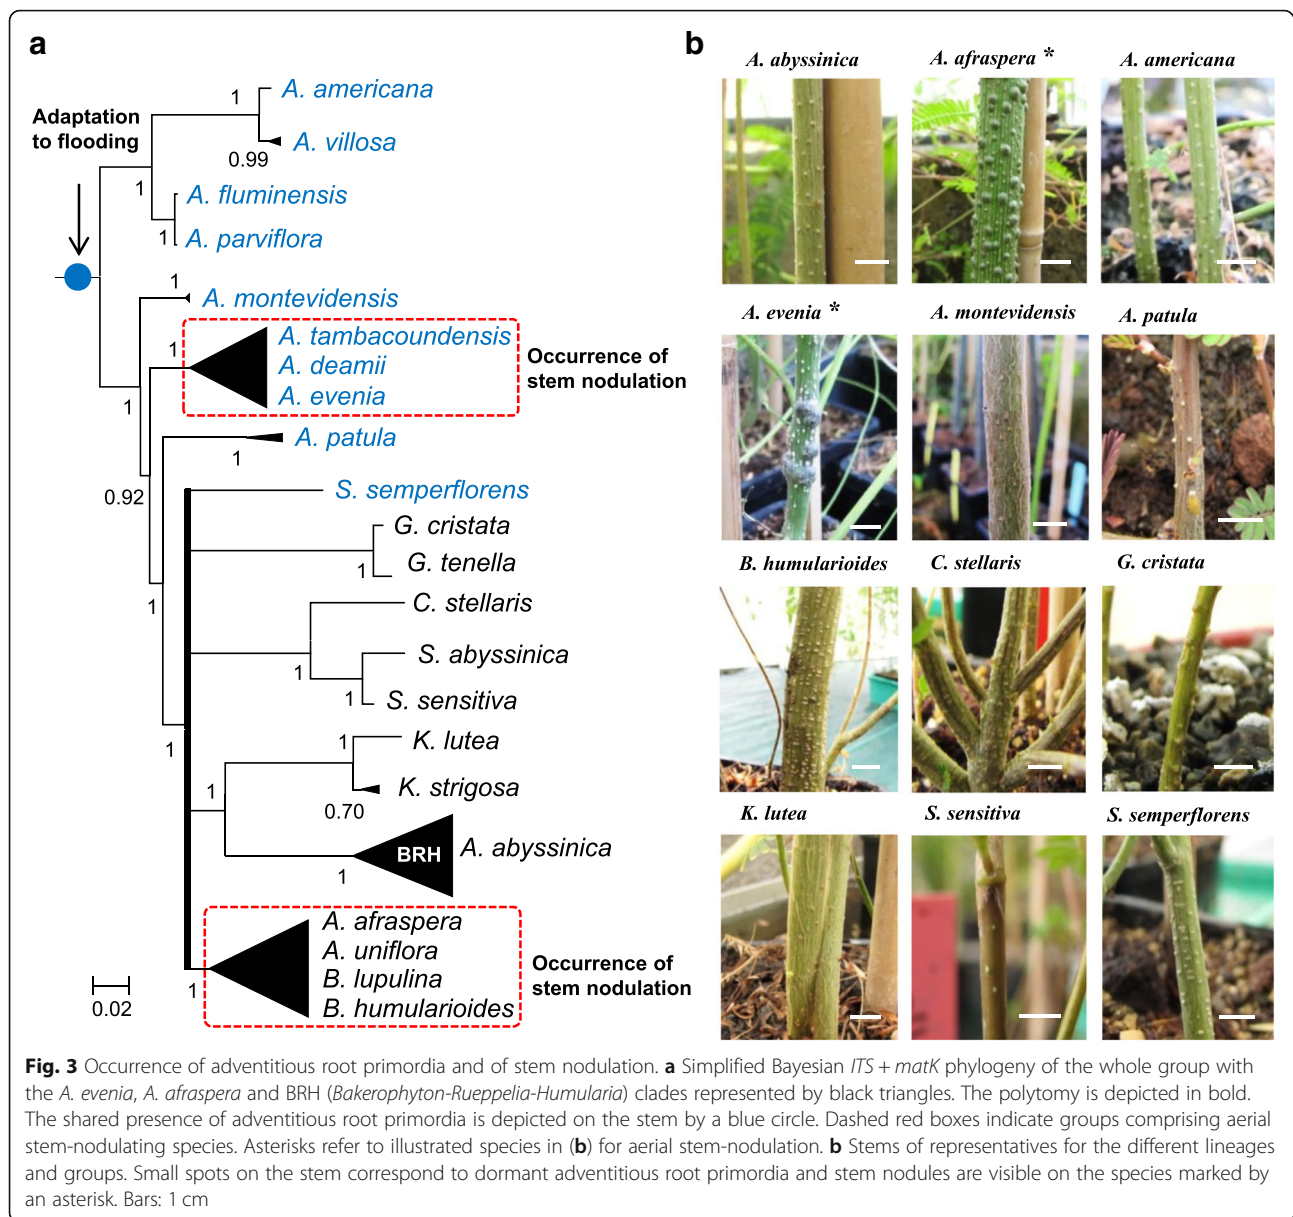 a
Adaptation
to flooding
1
A. americana
A. villosa
0.99
1
A. fluminensis
A. parviflora
1
1
A. montevidensis
1
A. tambacoundensis
A. deamii
A. evenia
Occurrence of
stem nodulation
1
A. patula
1
0.92
S. semperflorens
G. cristata
G. tenella
1
1
C. stellaris
S. abyssinica
1
S. sensitiva
1
1
K. lutea
1
K. strigosa
0.70
1
BRH
A. abyssinica
1
A. afraspera
A. uniflora
B. lupulina
B. humularioides
Occurrence of
stem nodulation
1
0.02
b
A. abyssinica
A. afraspera *
A. americana
A. evenia *
A. montevidensis
A. patula
B. humularioides
C. stellaris
G. cristata
K. lutea
S. sensitiva
S. semperflorens
Fig. 3 Occurrence of adventitious root primordia and of stem nodulation. a Simplified Bayesian ITS + matK phylogeny of the whole group with
the A. evenia, A. afraspera and BRH (Bakerophyton-Rueppelia-Humularia) clades represented by black triangles. The polytomy is depicted in bold.
The shared presence of adventitious root primordia is depicted on the stem by a blue circle. Dashed red boxes indicate groups comprising aerial
stem-nodulating species. Asterisks refer to illustrated species in (b) for aerial stem-nodulation. b Stems of representatives for the different lineages
and groups. Small spots on the stem correspond to dormant adventitious root primordia and stem nodules are visible on the species marked by
an asterisk. Bars: 1 cm